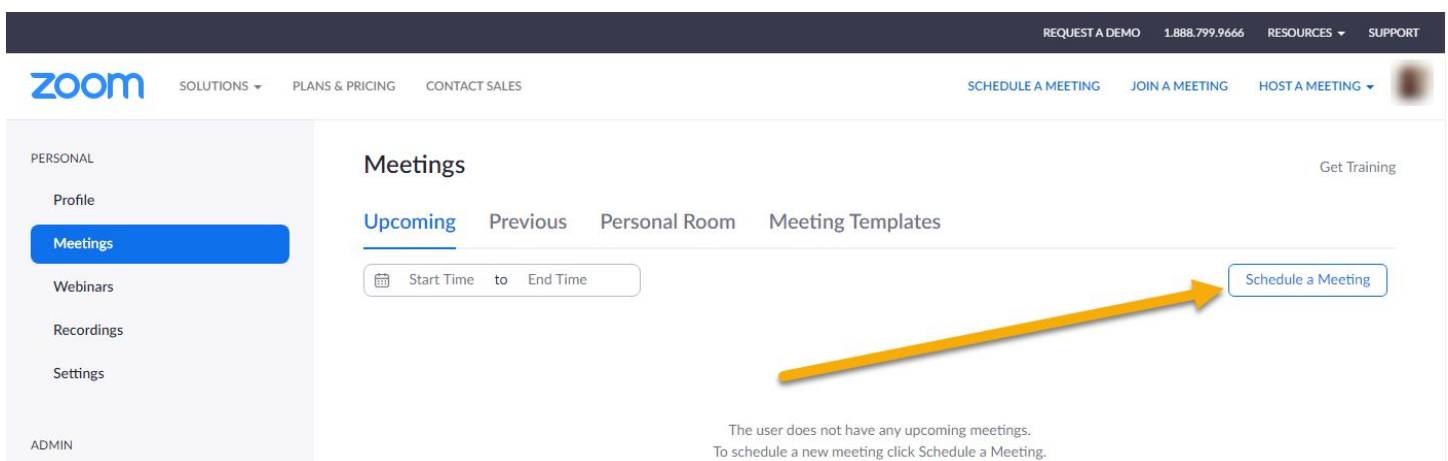 REQUEST A DEMO 1.888.799.9666 RESOURCES SUPPORT
zoom SOLUTIONS PLANS & PRICING CONTACT SALES SCHEDULE A MEETING JOIN A MEETING HOST A MEETING
PERSONAL
Profile
Meetings
Webinars
Recordings
Settings
ADMIN
Meetings
Get Training
Upcoming Previous Personal Room Meeting Templates
Start Time to End Time
Schedule a Meeting
The user does not have any upcoming meetings.
To schedule a new meeting click Schedule a Meeting.